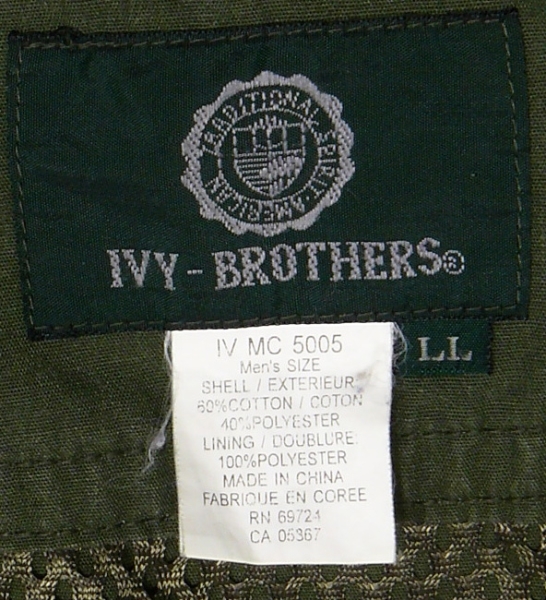 TRADITIONAL SPIRIT AMERICAN
IVY-BROTHERS®
LL
IV MC 5005
Men's SIZE
SHELL / EXTERIEUR:
60%COTTON / COTON
40%POLYESTER
LINING / DOUBLURE:
100%POLYESTER
MADE IN CHINA
FABRIQUE EN COREE
RN 69724
CA 05367